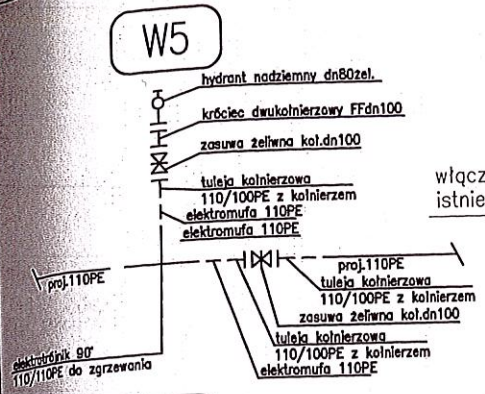 W5
hydrant nadziemny dn80żel.
króciec dwukołnierzowy FFdn100
zasuwa żeliwna koł.dn100
tuleja kołnierzowa
110/100PE z kołnierzem
elektromufa 110PE
elektromufa 110PE
włącz
istnie
proj.110PE
proj.110PE
tuleja kołnierzowa
110/100PE z kołnierzem
zasuwa żeliwna koł.dn100
tuleja kołnierzowa
110/100PE z kołnierzem
elektromufa 110PE
elektrotrójnik 90°
110/110PE do zgrzewania